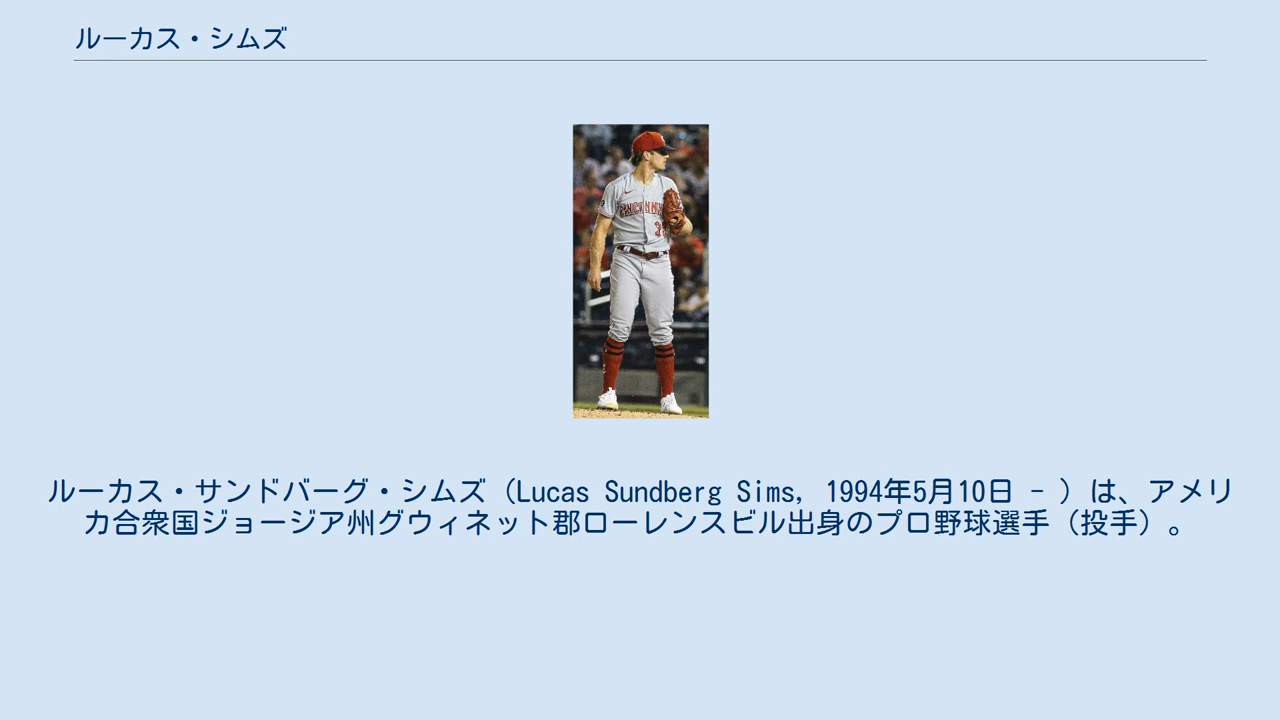 ルーカス・シムズ
CINCINNATI
ルーカス・サンドバーグ・シムズ（Lucas Sundberg Sims, 1994年5月10日 - ）は、アメリ
カ合衆国ジョージア州グウィネット郡ローレンスビル出身のプロ野球選手（投手）。